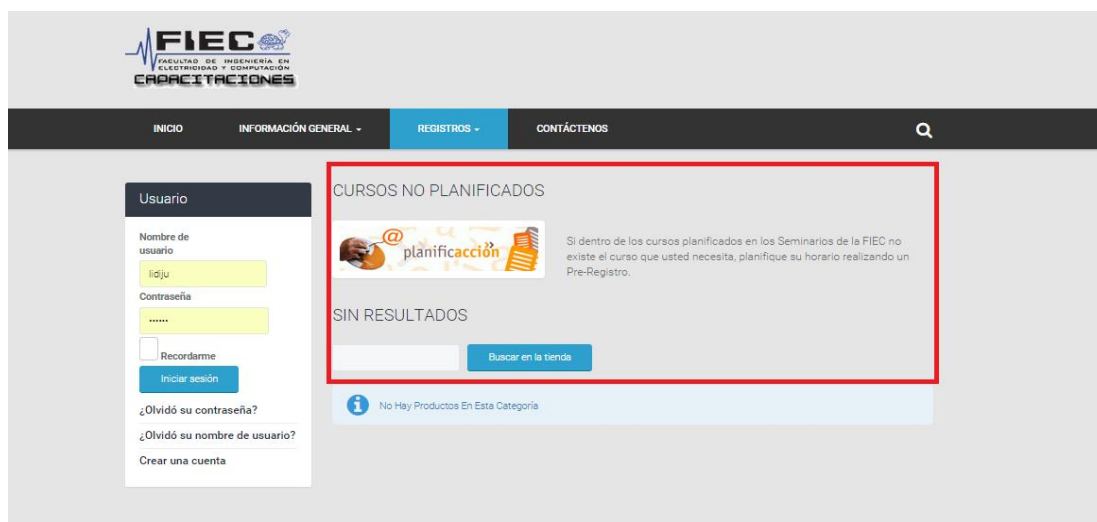 FIEC
FACULTAD DE INGENIERÍA EN
ELECTRICIDAD Y COMPUTACIÓN
CAPACITACIONES
INICIO
INFORMACIÓN GENERAL
REGISTROS
CONTÁCTENOS
Usuario
Nombre de
usuario
lidiju
Contraseña
Recordarme
Iniciar sesión
¿Olvidó su contraseña?
¿Olvidó su nombre de usuario?
Crear una cuenta
CURSOS NO PLANIFICADOS
@
planificacción
Si dentro de los cursos planificados en los Seminarios de la FIEC no
existe el curso que usted necesita, planifique su horario realizando un
Pre-Registro.
SIN RESULTADOS
Buscar en la tienda
No Hay Productos En Esta Categoría